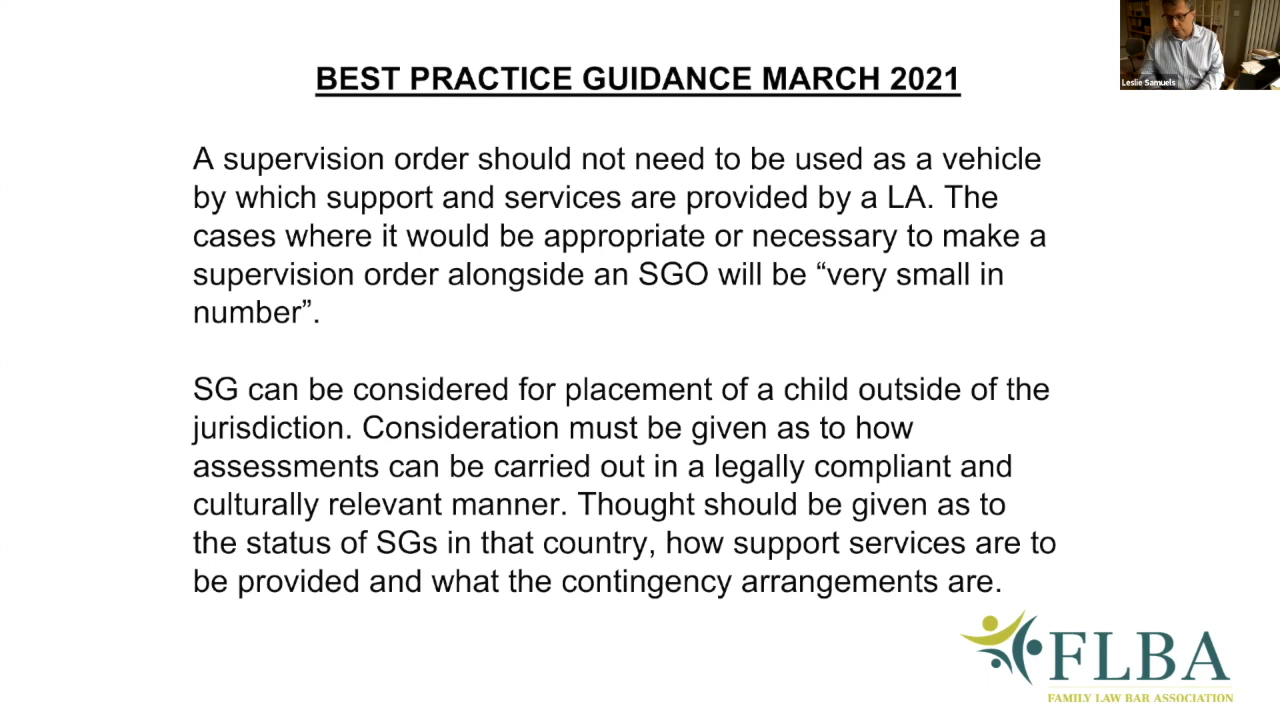 BEST PRACTICE GUIDANCE MARCH 2021
Leslie Samuels
A supervision order should not need to be used as a vehicle
by which support and services are provided by a LA. The
cases where it would be appropriate or necessary to make a
supervision order alongside an SGO will be “very small in
number”.
SG can be considered for placement of a child outside of the
jurisdiction. Consideration must be given as to how
assessments can be carried out in a legally compliant and
culturally relevant manner. Thought should be given as to
the status of SGs in that country, how support services are to
be provided and what the contingency arrangements are.
FLBA
FAMILY LAW BAR ASSOCIATION